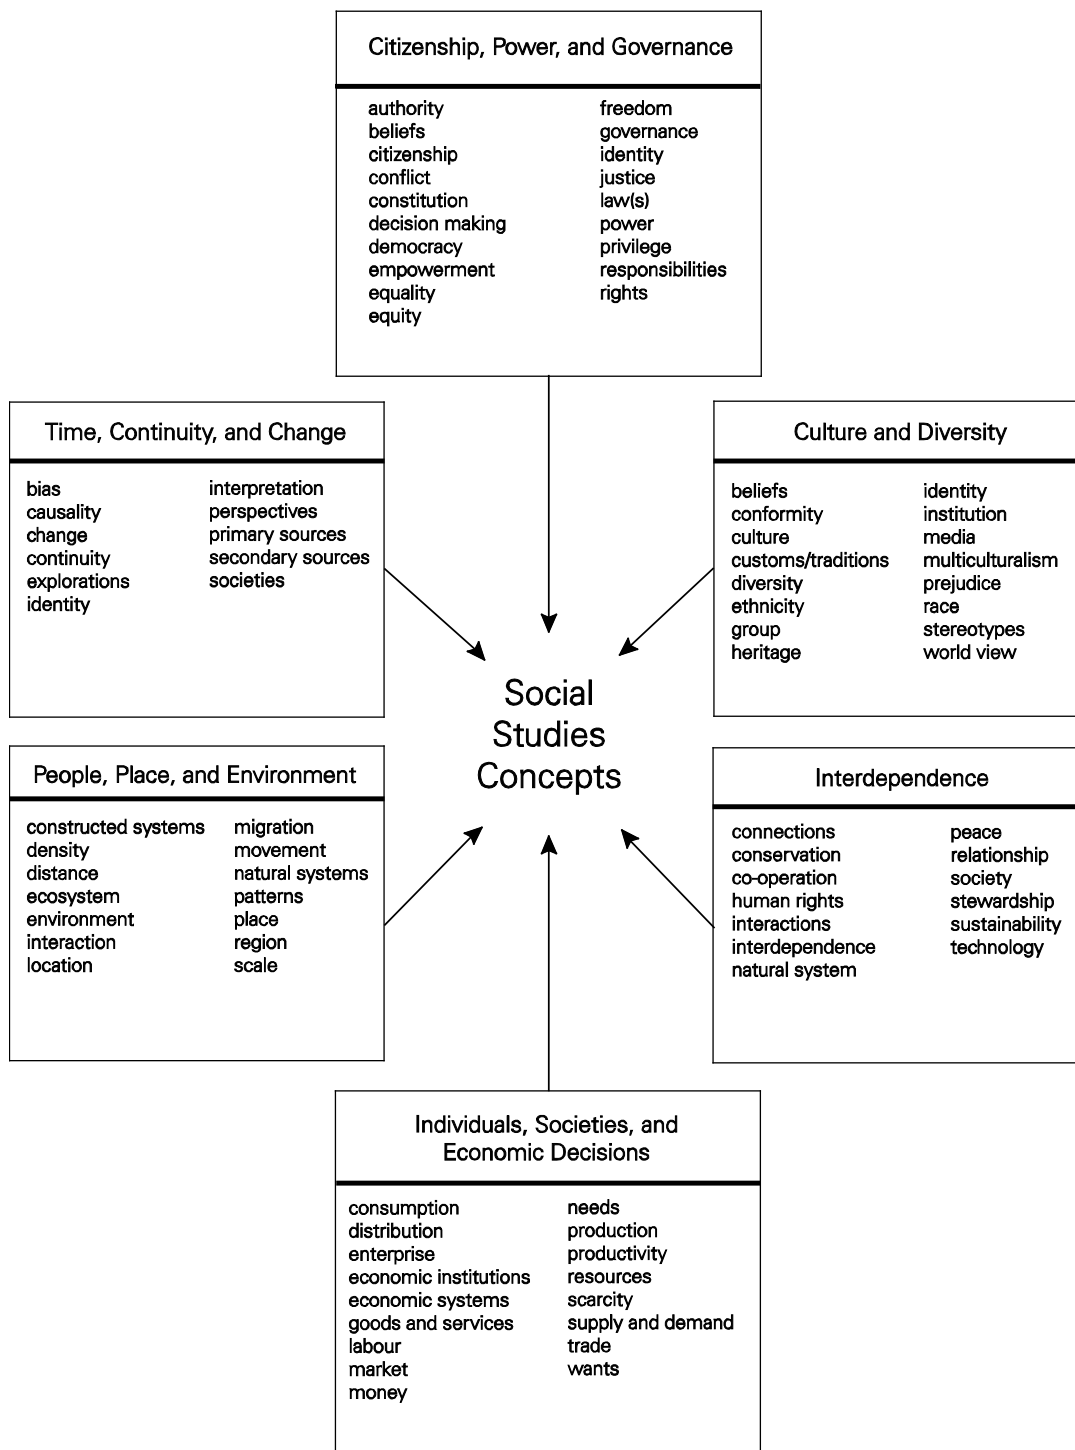 Citizenship, Power, and Governance
authority
beliefs
citizenship
conflict
constitution
decision making
democracy
empowerment
equality
equity
freedom
governance
identity
justice
law(s)
power
privilege
responsibilities
rights
Time, Continuity, and Change
bias
causality
change
continuity
explorations
identity
interpretation
perspectives
primary sources
secondary sources
societies
Culture and Diversity
beliefs
conformity
culture
customs/traditions
diversity
ethnicity
group
heritage
identity
institution
media
multiculturalism
prejudice
race
stereotypes
world view
Social
Studies
Concepts
People, Place, and Environment
constructed systems
density
distance
ecosystem
environment
interaction
location
migration
movement
natural systems
patterns
place
region
scale
Interdependence
connections
conservation
co-operation
human rights
interactions
interdependence
natural system
peace
relationship
society
stewardship
sustainability
technology
Individuals, Societies, and
Economic Decisions
consumption
distribution
enterprise
economic institutions
economic systems
goods and services
labour
market
money
needs
production
productivity
resources
scarcity
supply and demand
trade
wants